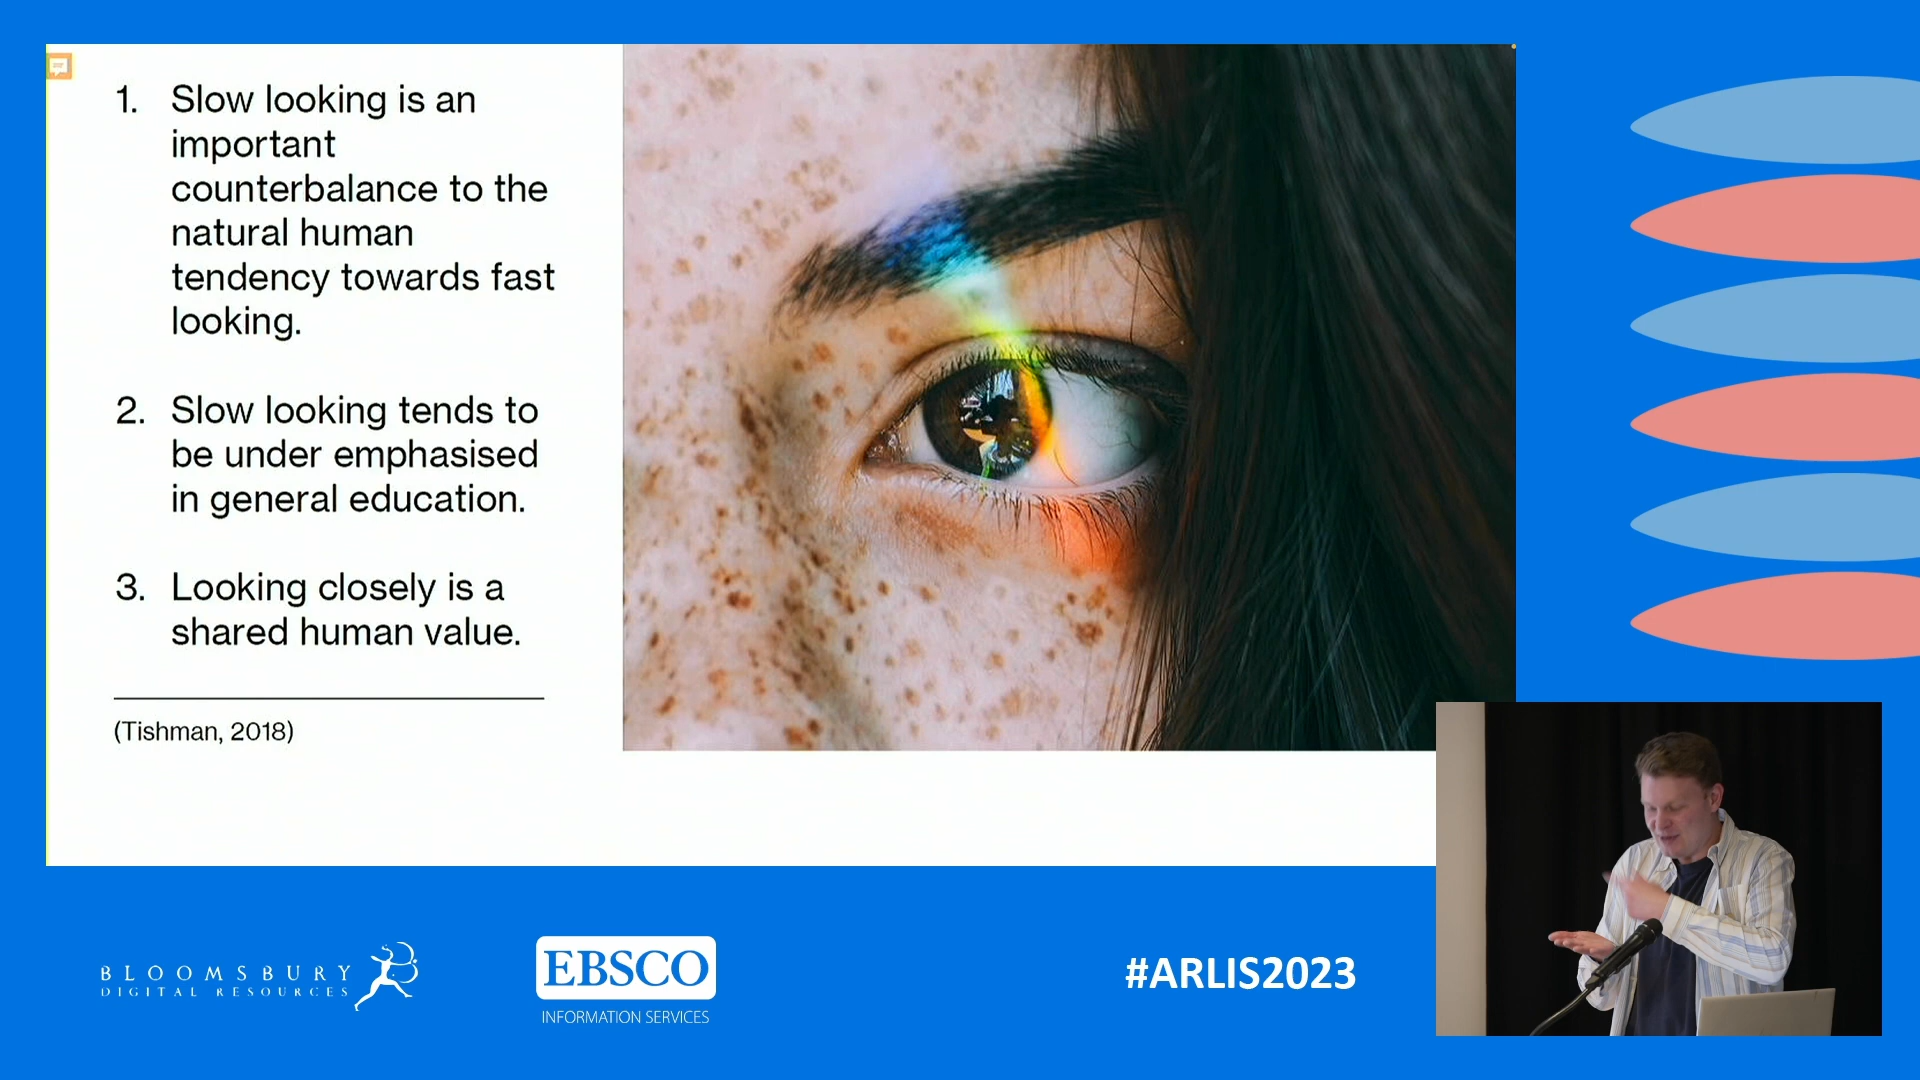 1. Slow looking is an
important
counterbalance to the
natural human
tendency towards fast
looking.
2. Slow looking tends to
be under emphasised
in general education.
3. Looking closely is a
shared human value.
(Tishman, 2018)
BLOOMSBURY
DIGITAL RESOURCES
EBSCO
INFORMATION SERVICES
#ARLIS2023